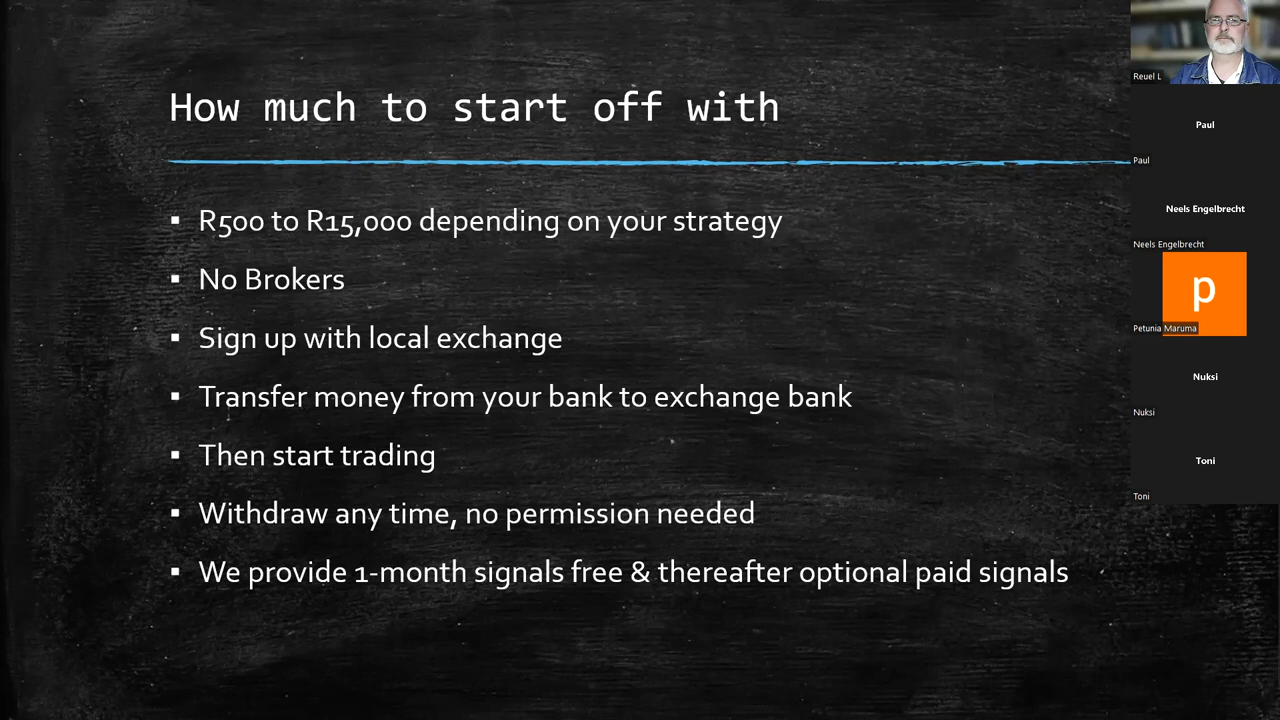 How much to start off with
▪ R500 to R15,000 depending on your strategy
▪ No Brokers
▪ Sign up with local exchange
▪ Transfer money from your bank to exchange bank
▪ Then start trading
▪ Withdraw any time, no permission needed
▪ We provide 1-month signals free & thereafter optional paid signals
Reuel L
Paul
Paul
Neels Engelbrecht
Neels Engelbrecht
p
Petunia Maruma
Nuksi
Nuksi
Toni
Toni